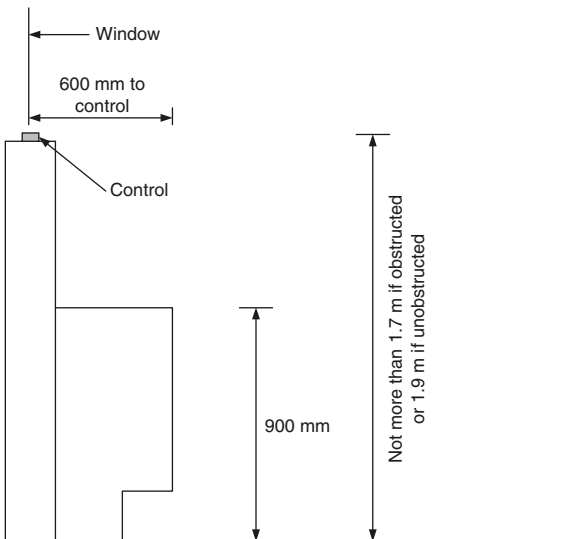 Window
600 mm to
control
Control
Not more than 1.7 m if obstructed
or 1.9 m if unobstructed
900 mm